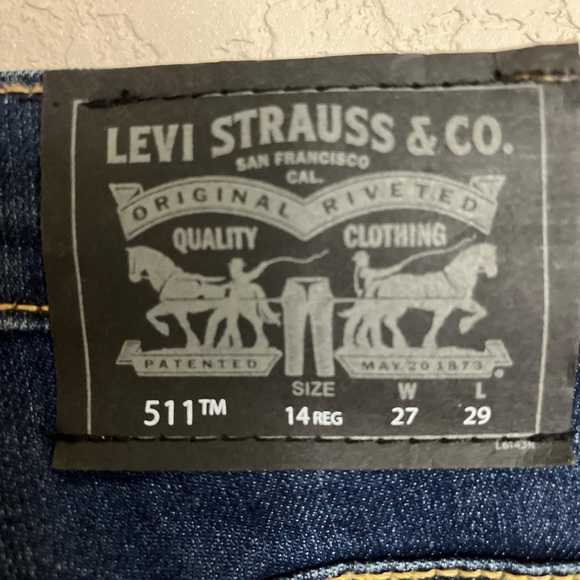 LEVI STRAUSS & CO.
SAN FRANCISCO
CAL.
ORIGINAL RIVETED
QUALITY CLOTHING
PATENTED MAY 20 1873
SIZE W L
511™ 14 REG 27 29